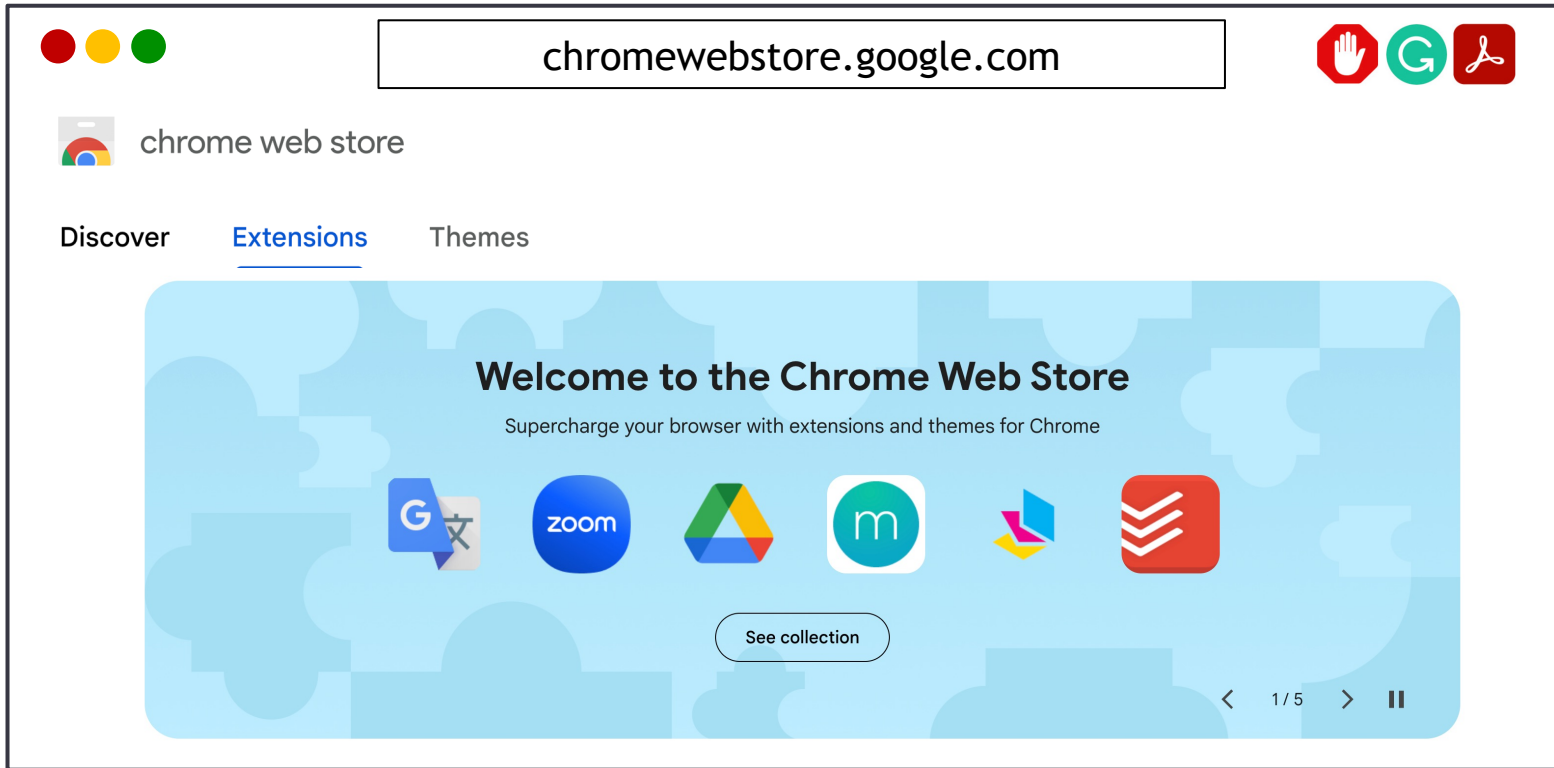 chromewebstore.google.com
G
chrome web store
Discover Extensions Themes
Welcome to the Chrome Web Store
Supercharge your browser with extensions and themes for Chrome
G 文 zoom m
See collection
1/5